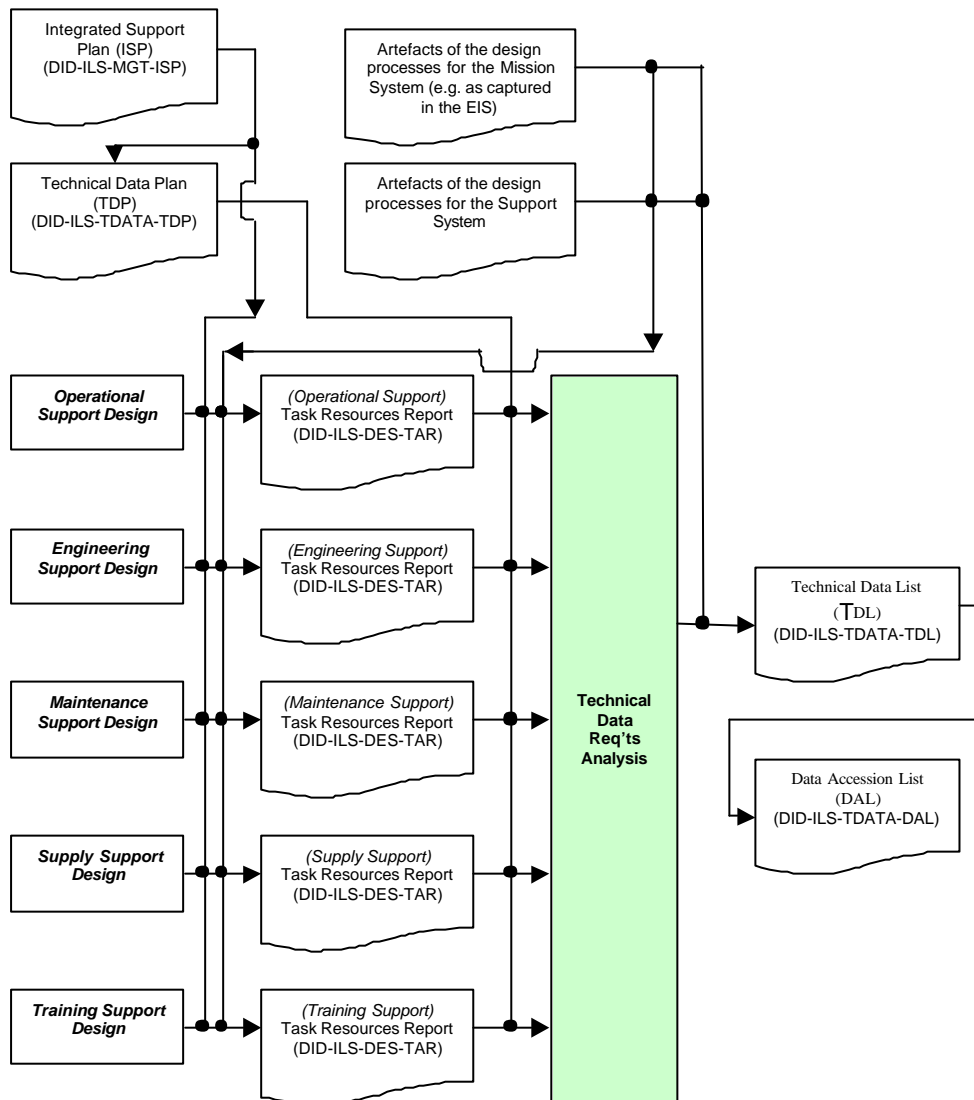 Integrated Support
Plan (ISP)
(DID-ILS-MGT-ISP)
Artefacts of the design
processes for the Mission
System (e.g. as captured
in the EIS)
Technical Data Plan
(TDP)
(DID-ILS-TDATA-TDP)
Artefacts of the design
processes for the Support
System
Operational
Support Design
(Operational Support)
Task Resources Report
(DID-ILS-DES-TAR)
Engineering
Support Design
(Engineering Support)
Task Resources Report
(DID-ILS-DES-TAR)
Maintenance
Support Design
(Maintenance Support)
Task Resources Report
(DID-ILS-DES-TAR)
Supply Support
Design
(Supply Support)
Task Resources Report
(DID-ILS-DES-TAR)
Training Support
Design
(Training Support)
Task Resources Report
(DID-ILS-DES-TAR)
Technical
Data
Req'ts
Analysis
Technical Data List
(TDL)
(DID-ILS-TDATA-TDL)
Data Accession List
(DAL)
(DID-ILS-TDATA-DAL)